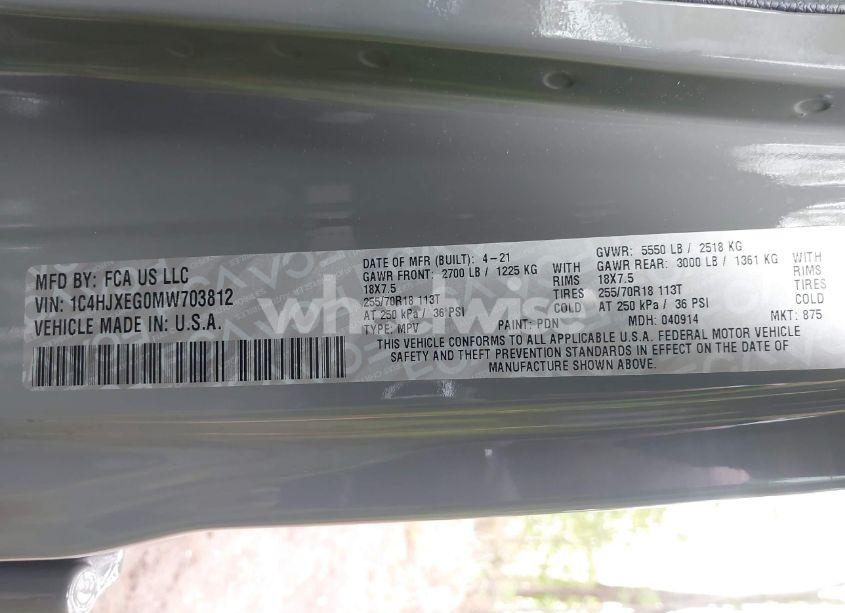 MFD BY: FCA US LLC
VIN: 1C4HJXEG0MW703812
VEHICLE MADE IN: U.S.A.
DATE OF MFR (BUILT): 4-21
GAWR FRONT: 2700 LB / 1225 KG WITH
18X7.5 RIMS
255/70R18 113T TIRES
AT 250 kPa / 36 PSI COLD
TYPE: MPV PAINT: PDN
GVWR: 5550 LB / 2518 KG
GAWR REAR: 3000 LB / 1361 KG WITH
18X7.5 RIMS
255/70R18 113T TIRES
AT 250 kPa / 36 PSI COLD
MDH: 040914 MKT: 875
THIS VEHICLE CONFORMS TO ALL APPLICABLE U.S.A. FEDERAL MOTOR VEHICLE
SAFETY AND THEFT PREVENTION STANDARDS IN EFFECT ON THE DATE OF
MANUFACTURE SHOWN ABOVE.
whatwise